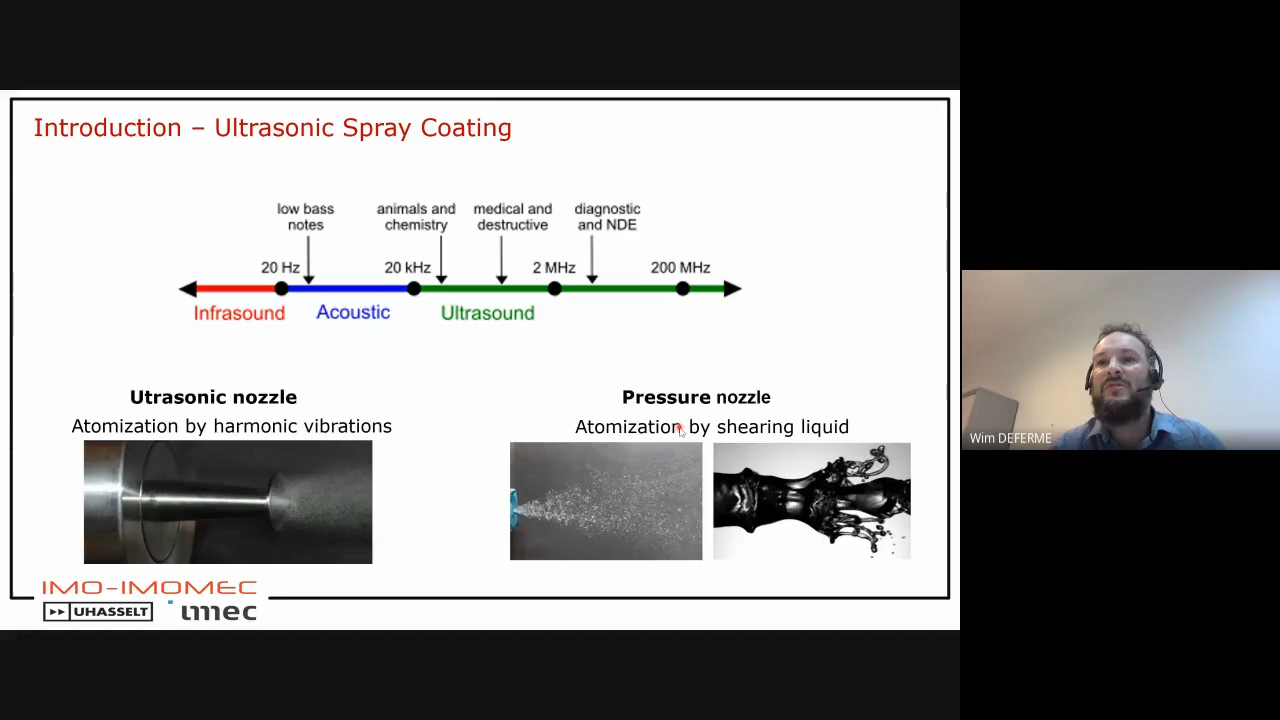 Introduction – Ultrasonic Spray Coating
low bass
notes
animals and
chemistry
medical and
destructive
diagnostic
and NDE
20 Hz
20 kHz
2 MHz
200 MHz
Infrasound
Acoustic
Ultrasound
Utrasonic nozzle
Atomization by harmonic vibrations
Pressure nozzle
Atomization by shearing liquid
IMO-IMOMEC
UHASSELT
imec
Wim DEFERME